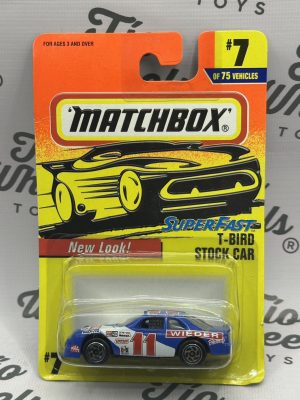 FOR AGES 3 AND OVER
#7
OF 75 VEHICLES
'MATCHBOX'®
SUPERFAST
T-BIRD
STOCK CAR
New Look!
11
WIEDER